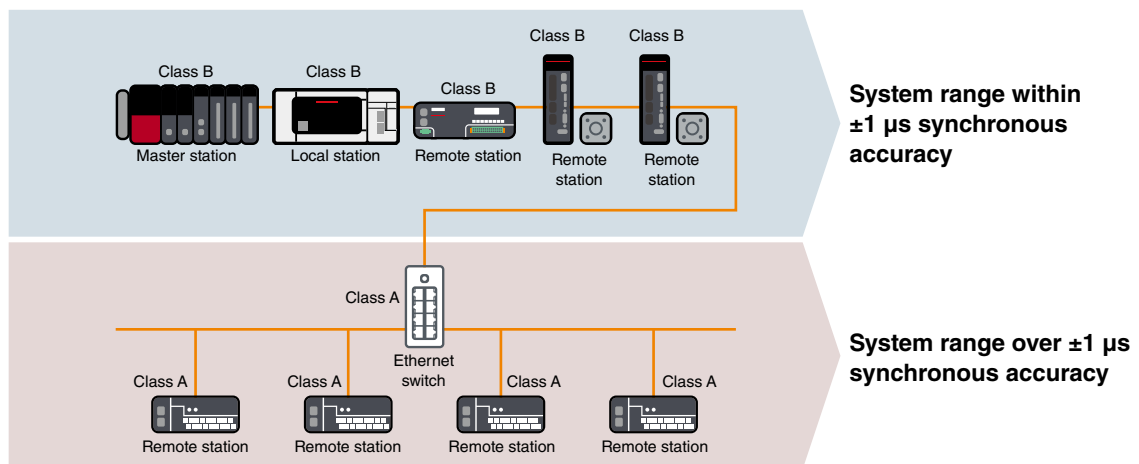 Class B
Class B
Class B
Class B
Class B
Master station
Local station
Remote station
Remote
station
Remote
station
System range within
±1 µs synchronous
accuracy
Class A
Ethernet
switch
Class A
Class A
Class A
Class A
Remote station
Remote station
Remote station
Remote station
System range over ±1 µs
synchronous accuracy